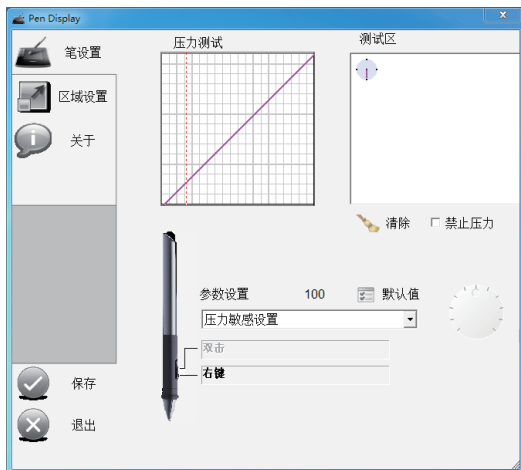 Pen Display
笔设置
区域设置
关于
压力测试
测试区
清除
禁止压力
参数设置 100 默认值
压力敏感设置
双击
右键
保存
退出